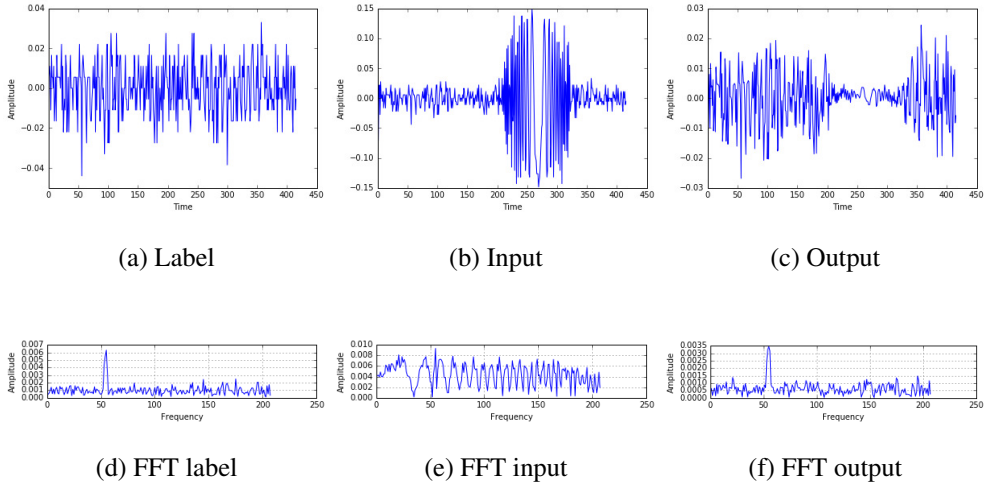 0.04
0.02
0.00
−0.02
−0.04
Amplitude
0 50 100 150 200 250 300 350 400 450
Time
(a) Label
0.15
0.10
0.05
0.00
−0.05
−0.10
−0.15
Amplitude
0 50 100 150 200 250 300 350 400 450
Time
(b) Input
0.03
0.02
0.01
0.00
−0.01
−0.02
−0.03
Amplitude
0 50 100 150 200 250 300 350 400 450
Time
(c) Output
0.007
0.006
0.005
0.004
0.003
0.002
0.001
0.000
Amplitude
0 50 100 150 200 250
Frequency
(d) FFT label
0.010
0.008
0.006
0.004
0.002
0.000
Amplitude
0 50 100 150 200 250
Frequency
(e) FFT input
0.0035
0.0030
0.0025
0.0020
0.0015
0.0010
0.0005
0.0000
Amplitude
0 50 100 150 200 250
Frequency
(f) FFT output